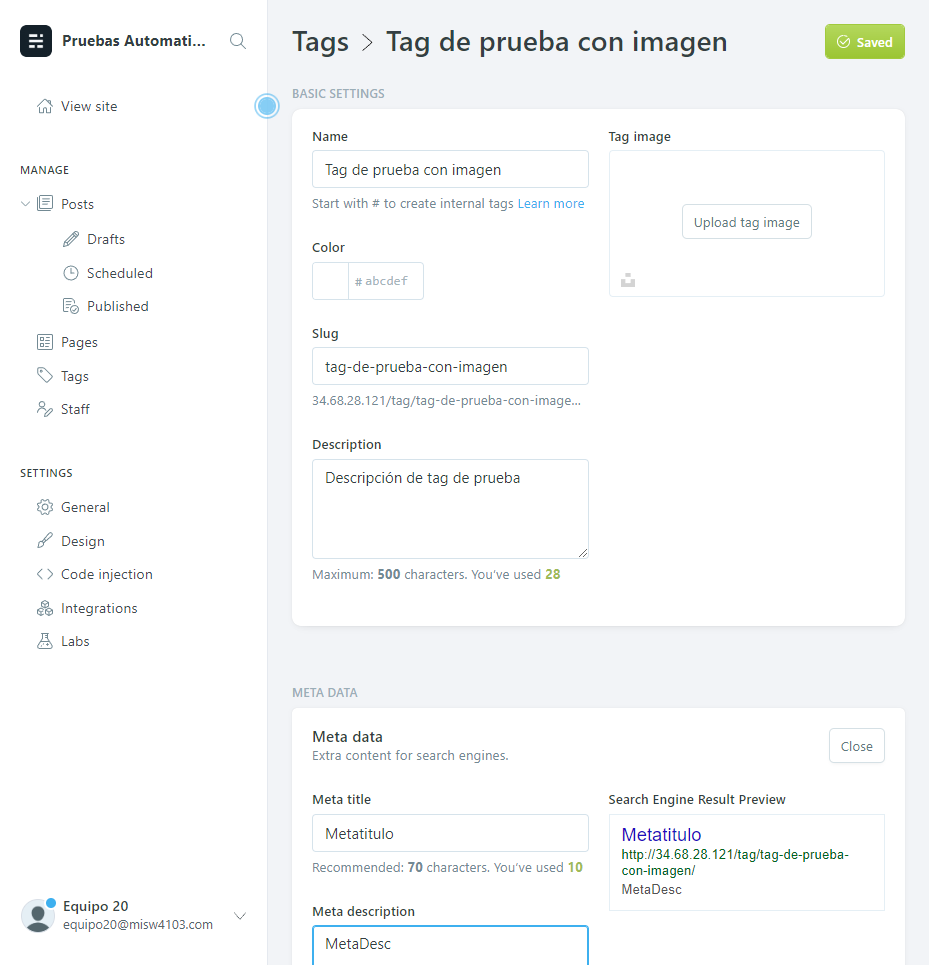 Pruebas Automati...
View site
MANAGE
Posts
Drafts
Scheduled
Published
Pages
Tags
Staff
SETTINGS
General
Design
Code injection
Integrations
Labs
Equipo 20
equipo20@misw4103.com
Tags > Tag de prueba con imagen
Saved
BASIC SETTINGS
Name
Tag de prueba con imagen
Start with # to create internal tags Learn more
Color
# abcdef
Slug
tag-de-prueba-con-imagen
34.68.28.121/tag/tag-de-prueba-con-image...
Description
Descripción de tag de prueba
Maximum: 500 characters. You've used 28
Tag image
Upload tag image
META DATA
Meta data
Extra content for search engines.
Close
Meta title
Metatitulo
Recommended: 70 characters. You've used 10
Meta description
MetaDesc
Search Engine Result Preview
Metatitulo
http://34.68.28.121/tag/tag-de-prueba-
con-imagen/
MetaDesc